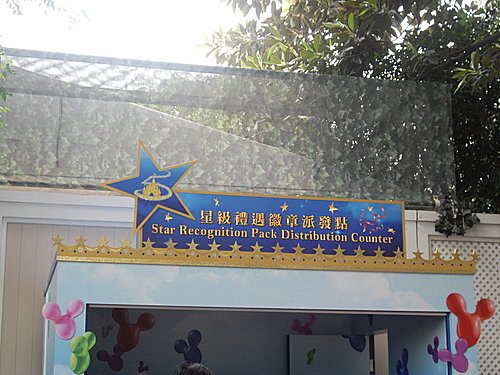 星級禮遇徽章派發點
Star Recognition Pack Distribution Counter